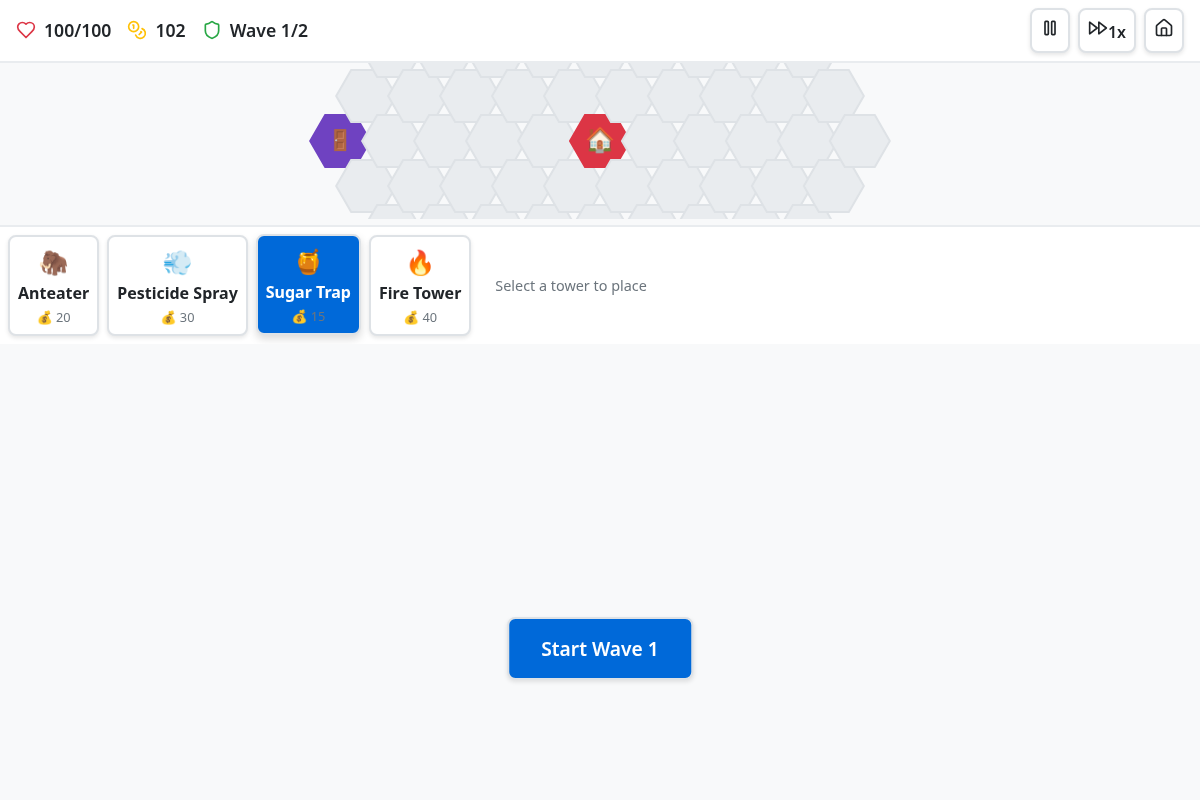 100/100
102
Wave 1/2
1x
Anteater
20
Pesticide Spray
30
Sugar Trap
15
Fire Tower
40
Select a tower to place
Start Wave 1